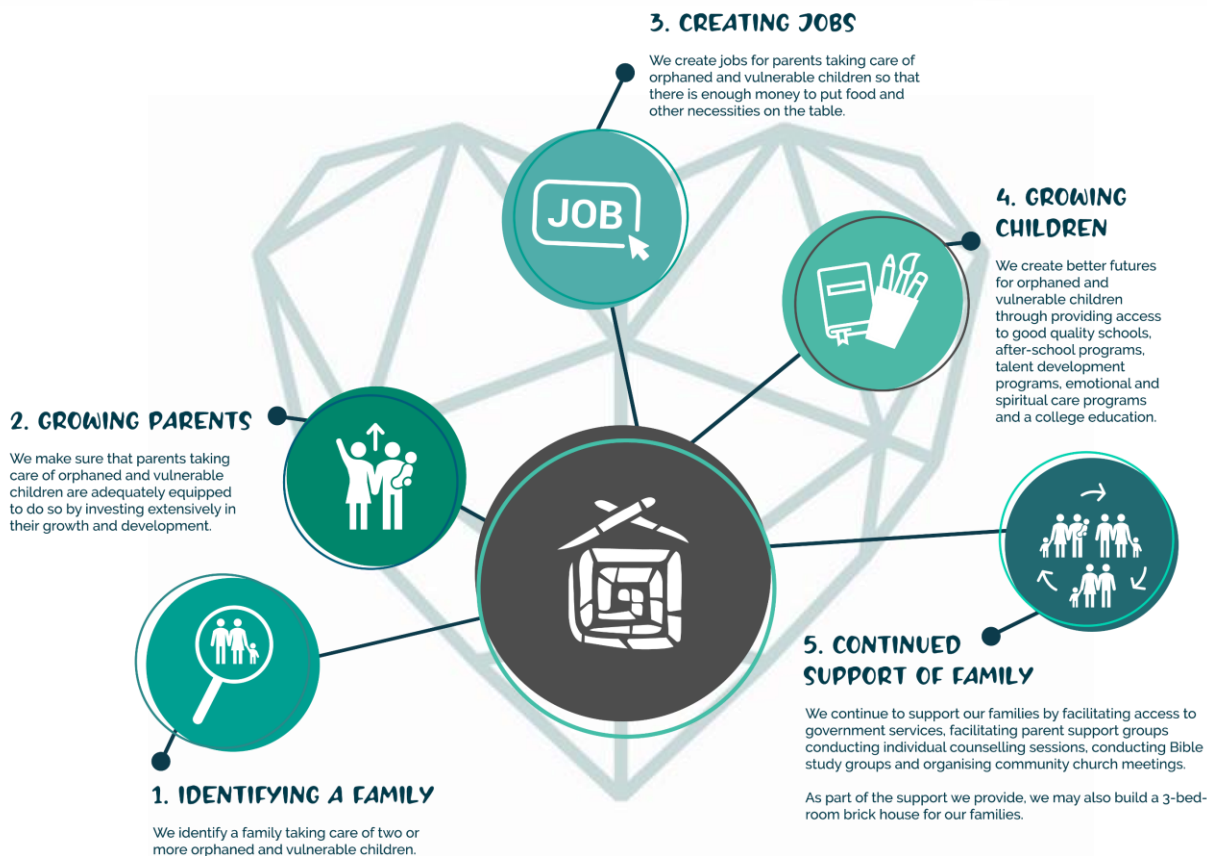 3. CREATING JOBS
We create jobs for parents taking care of
orphaned and vulnerable children so that
there is enough money to put food and
other necessities on the table.
JOB
4. GROWING
CHILDREN
We create better futures
for orphaned and
vulnerable children
through providing access
to good quality schools,
after-school programs,
talent development
programs, emotional and
spiritual care programs
and a college education.
2. GROWING PARENTS
We make sure that parents taking
care of orphaned and vulnerable
children are adequately equipped
to do so by investing extensively in
their growth and development.
5. CONTINUED
SUPPORT OF FAMILY
We continue to support our families by facilitating access to
government services, facilitating parent support groups
conducting individual counselling sessions, conducting Bible
study groups and organising community church meetings.
As part of the support we provide, we may also build a 3-bed-
room brick house for our families.
1. IDENTIFYING A FAMILY
We identify a family taking care of two or
more orphaned and vulnerable children.